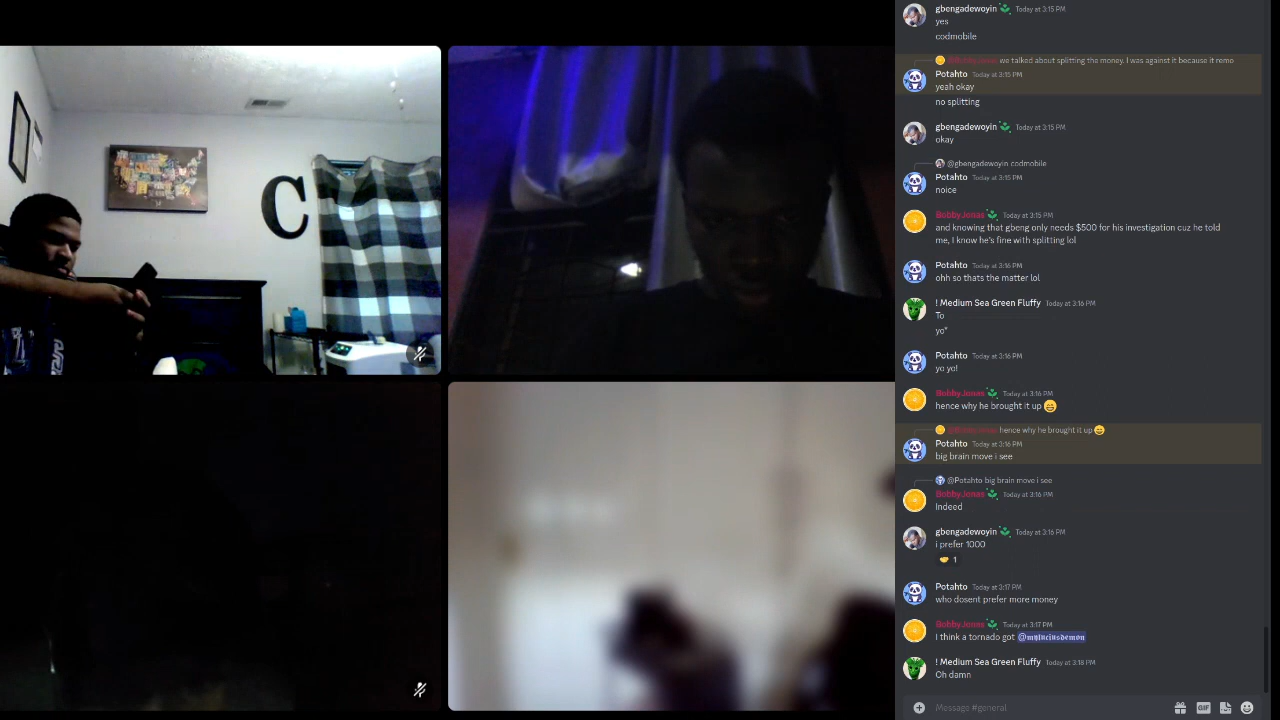 gbengadewoyin Today at 3:15 PM
yes
codmobile
we talked about splitting the money. I was against it because it remo
Potahto Today at 3:15 PM
yeah okay
no splitting
gbengadewoyin Today at 3:15 PM
okay
@gbengadewoyin codmobile
Potahto Today at 3:15 PM
noice
BobbyJonas Today at 3:15 PM
and knowing that gbeng only needs $500 for his investigation cuz he told
me, I know he's fine with splitting lol
Potahto Today at 3:16 PM
ohh so thats the matter lol
! Medium Sea Green Fluffy Today at 3:16 PM
To
yo*
Potahto Today at 3:16 PM
yo yo!
BobbyJonas Today at 3:16 PM
hence why he brought it up 😄
hence why he brought it up 😄
Potahto Today at 3:16 PM
big brain move i see
@Potahto big brain move i see
BobbyJonas Today at 3:16 PM
Indeed
gbengadewoyin Today at 3:16 PM
i prefer 1000
🤝 1
Potahto Today at 3:17 PM
who dosent prefer more money
BobbyJonas Today at 3:17 PM
I think a tornado got
! Medium Sea Green Fluffy Today at 3:18 PM
Oh damn
Message #general
GIF
C